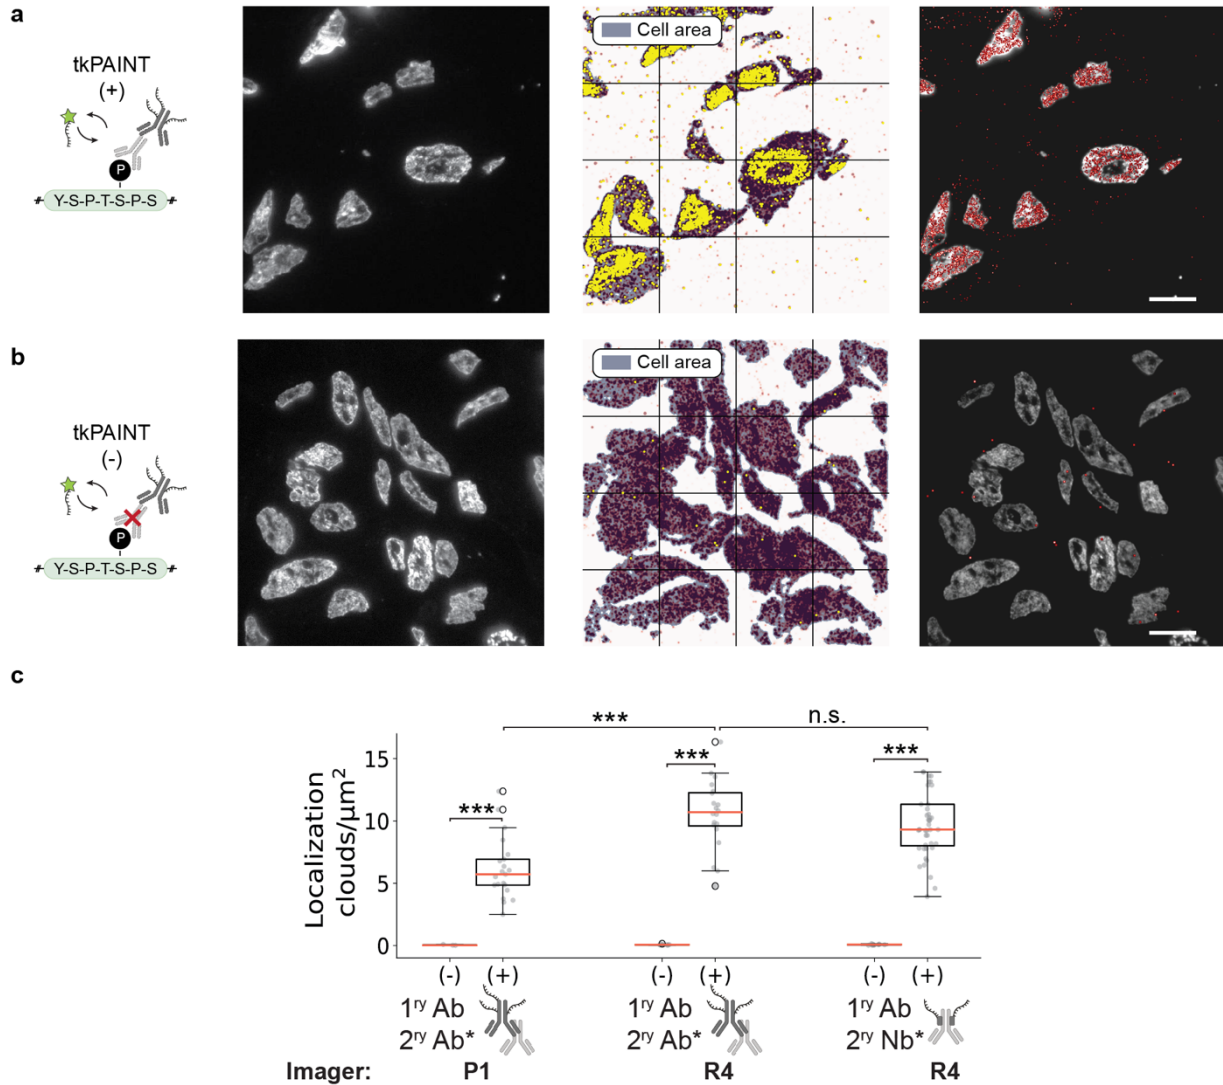 a
tkPAINT
(+)
P
Y-S-P-T-S-P-S
Cell area
b
tkPAINT
(-)
P
Y-S-P-T-S-P-S
Cell area
c
Localization
clouds/μm²
15
10
5
0
***
***
n.s.
***
***
(-) (+) (-) (+) (-) (+)
1ʳʸ Ab 1ʳʸ Ab 1ʳʸ Ab
2ʳʸ Ab* 2ʳʸ Ab* 2ʳʸ Nb*
Imager: P1 R4 R4